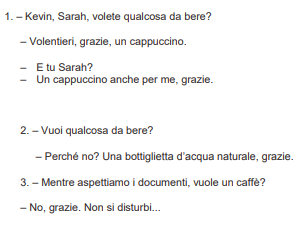 1. – Kevin, Sarah, volete qualcosa da bere?
– Volentieri, grazie, un cappuccino.
– E tu Sarah?
– Un cappuccino anche per me, grazie.
2. – Vuoi qualcosa da bere?
– Perché no? Una bottiglietta d'acqua naturale, grazie.
3. – Mentre aspettiamo i documenti, vuole un caffè?
– No, grazie. Non si disturbi...